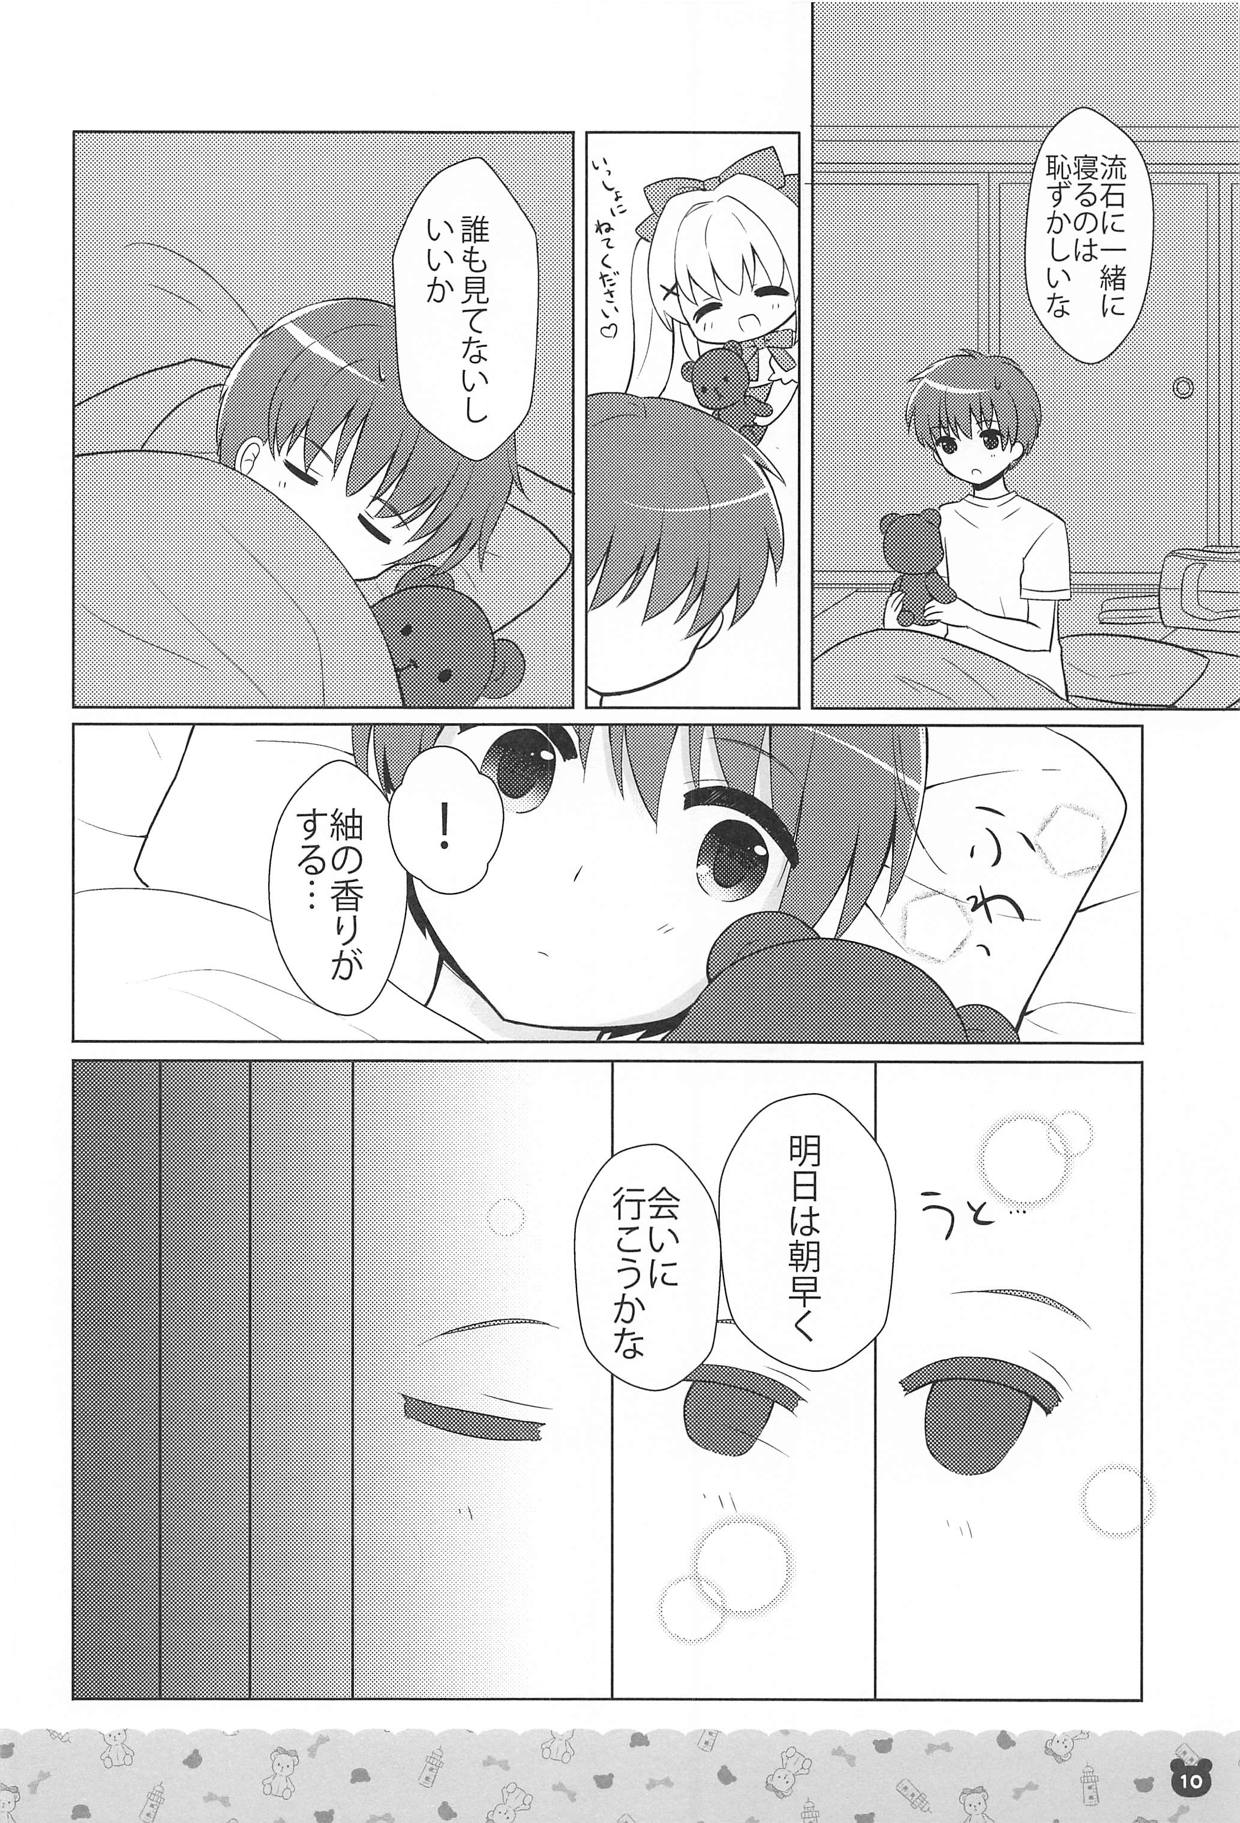 流石に一緒に
寝るのは
恥ずかしいな
いっしょに
ねてください♡
誰も見てないし
いいか
ふわっ
！
紬の香りが
する…
うと…
明日は朝早く
会いに
行こうかな
10